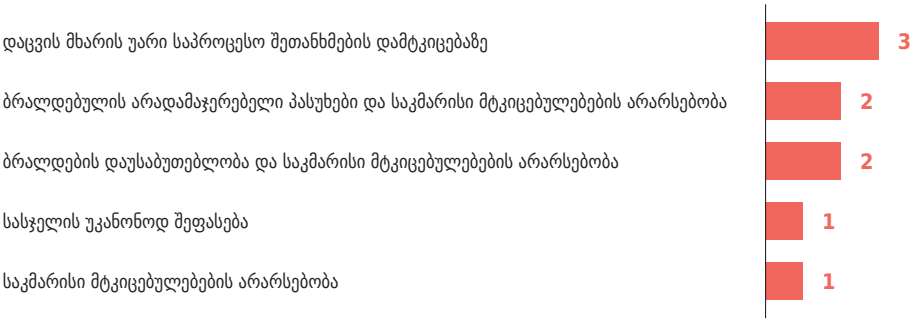 დაცვის მხარის უარი საპროცესო შეთანხმების დამტკიცებაზე 3
ბრალდებულის არადამაჯერებელი პასუხები და საკმარისი მტკიცებულებების არარსებობა 2
ბრალდების დაუსაბუთებლობა და საკმარისი მტკიცებულებების არარსებობა 2
სასჯელის უკანონოდ შეფასება 1
საკმარისი მტკიცებულებების არარსებობა 1